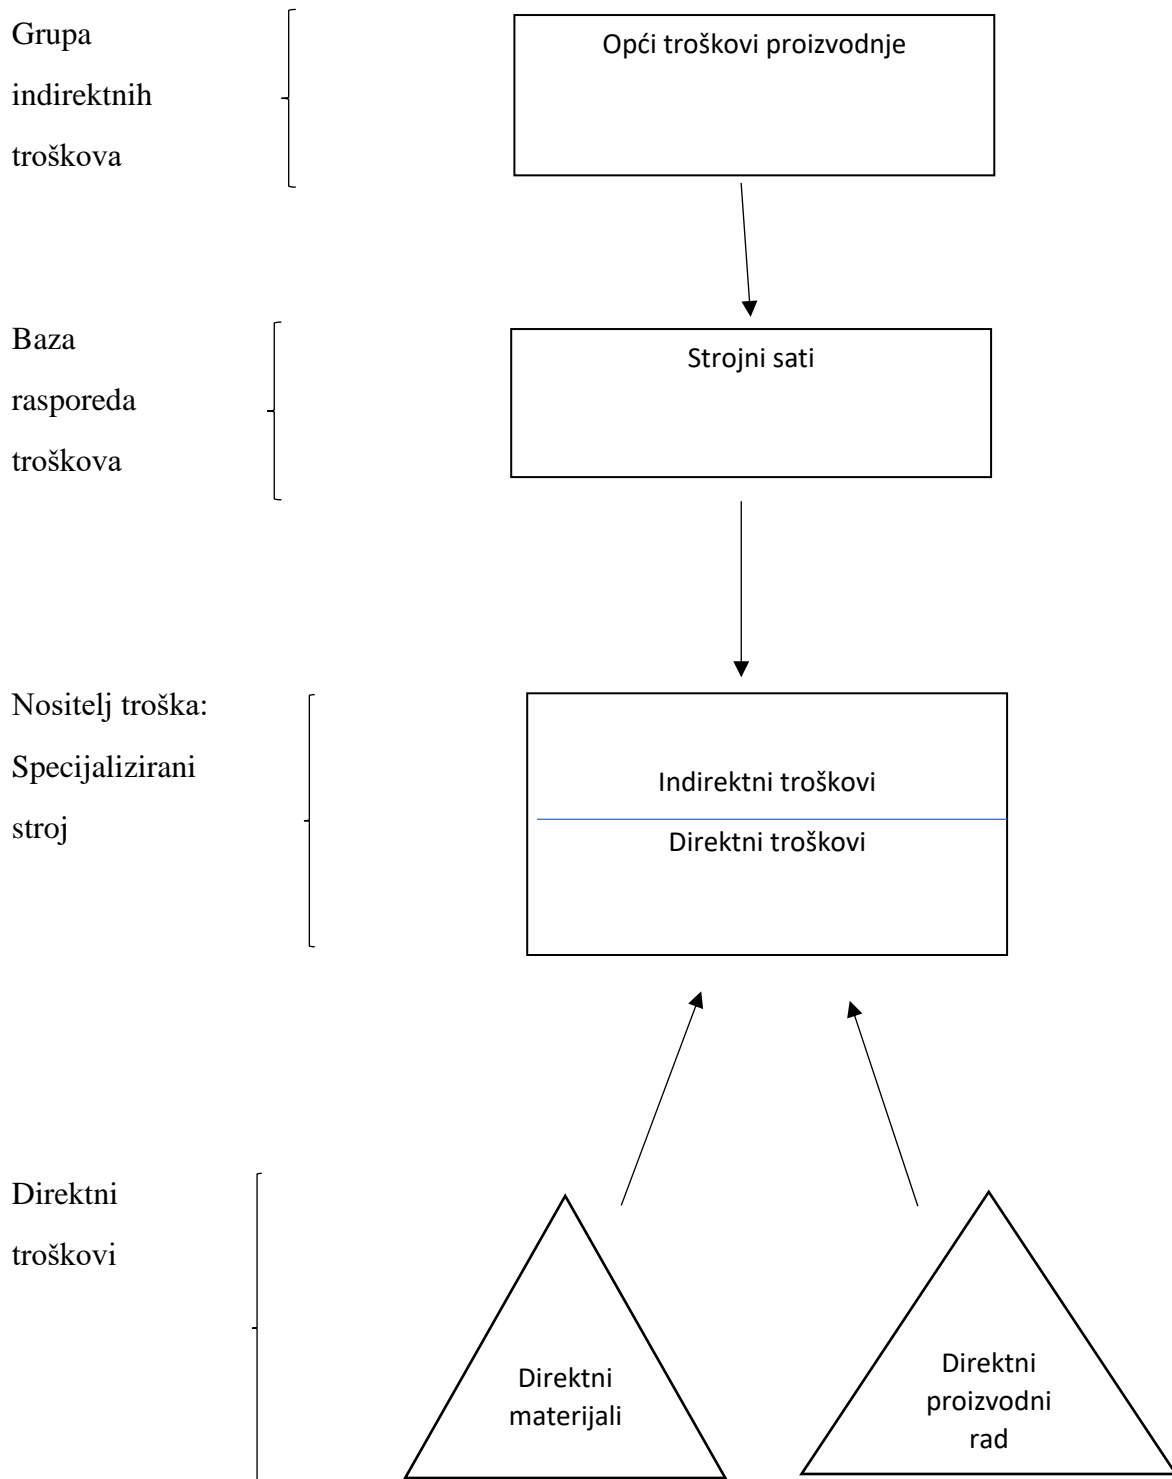 Grupa
indirektnih
troškova
Opći troškovi proizvodnje
Baza
rasporeda
troškova
Strojni sati
Nositelj troška:
Specijalizirani
stroj
Indirektni troškovi
Direktni troškovi
Direktni
troškovi
Direktni
materijali
Direktni
proizvodni
rad